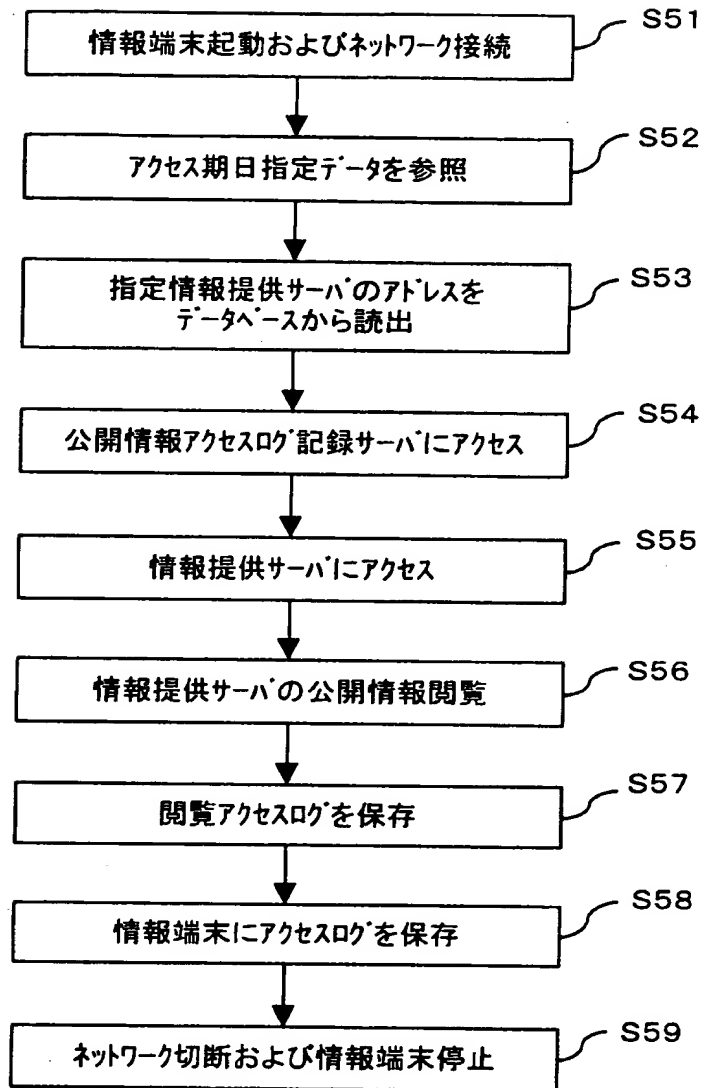 S51
情報端末起動およびネットワーク接続
S52
アクセス期日指定データを参照
S53
指定情報提供サーバのアドレスを
データベースから読出
S54
公開情報アクセスログ記録サーバにアクセス
S55
情報提供サーバにアクセス
S56
情報提供サーバの公開情報閲覧
S57
閲覧アクセスログを保存
S58
情報端末にアクセスログを保存
S59
ネットワーク切断および情報端末停止